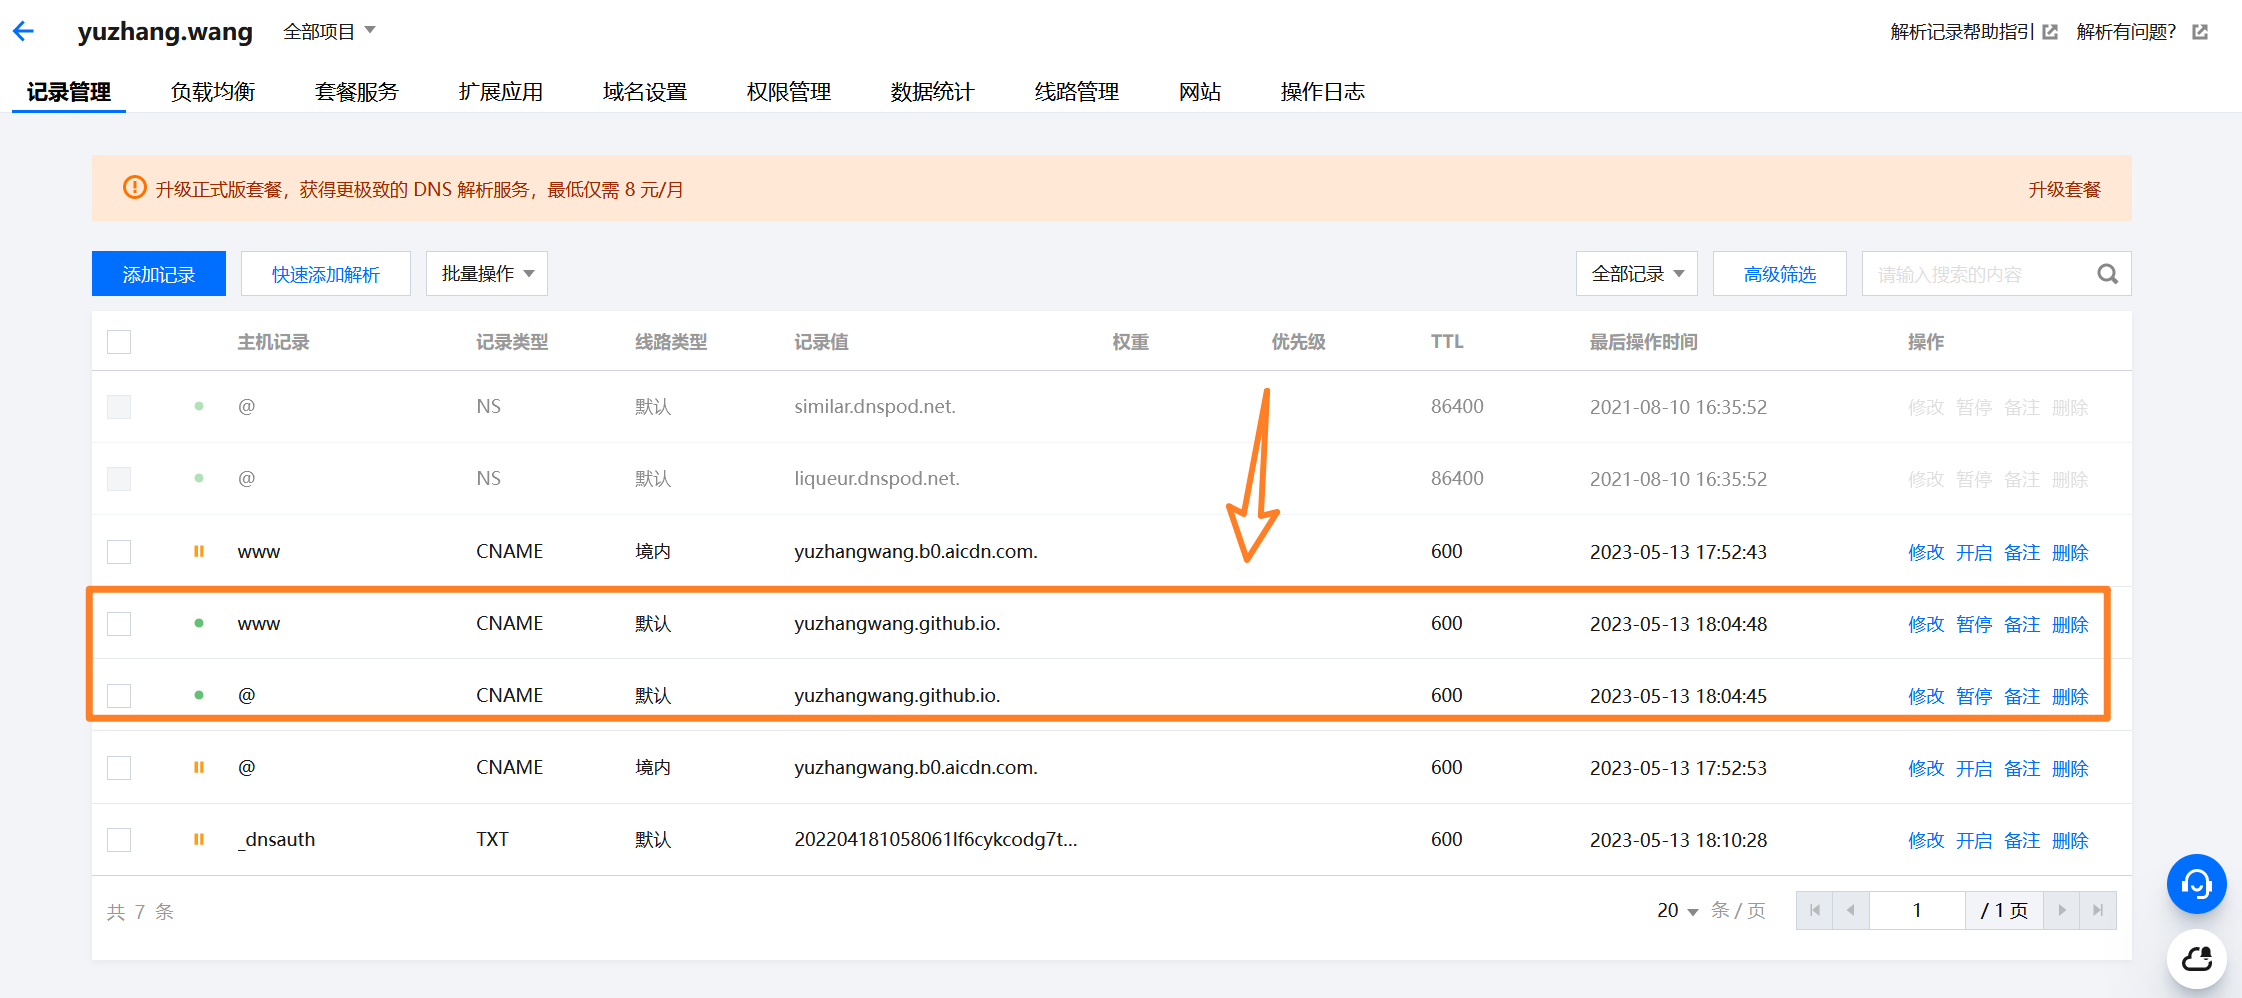 yuzhang.wang 全部项目 解析记录帮助指引 解析有问题？
记录管理 负载均衡 套餐服务 扩展应用 域名设置 权限管理 数据统计 线路管理 网站 操作日志
升级正式版套餐，获得更极致的 DNS 解析服务，最低仅需 8 元/月 升级套餐
添加记录 快速添加解析 批量操作 全部记录 高级筛选 请输入搜索的内容
主机记录 记录类型 线路类型 记录值 权重 优先级 TTL 最后操作时间 操作
@ NS 默认 similar.dnspod.net. 86400 2021-08-10 16:35:52 修改 暂停 备注 删除
@ NS 默认 liqueur.dnspod.net. 86400 2021-08-10 16:35:52 修改 暂停 备注 删除
www CNAME 境内 yuzhangwang.b0.aicdn.com. 600 2023-05-13 17:52:43 修改 开启 备注 删除
www CNAME 默认 yuzhangwang.github.io. 600 2023-05-13 18:04:48 修改 暂停 备注 删除
@ CNAME 默认 yuzhangwang.github.io. 600 2023-05-13 18:04:45 修改 暂停 备注 删除
@ CNAME 境内 yuzhangwang.b0.aicdn.com. 600 2023-05-13 17:52:53 修改 开启 备注 删除
_dnsauth TXT 默认 202204181058061lf6cykcodg7t... 600 2023-05-13 18:10:28 修改 开启 备注 删除
共 7 条 20 条 / 页 1 / 1 页